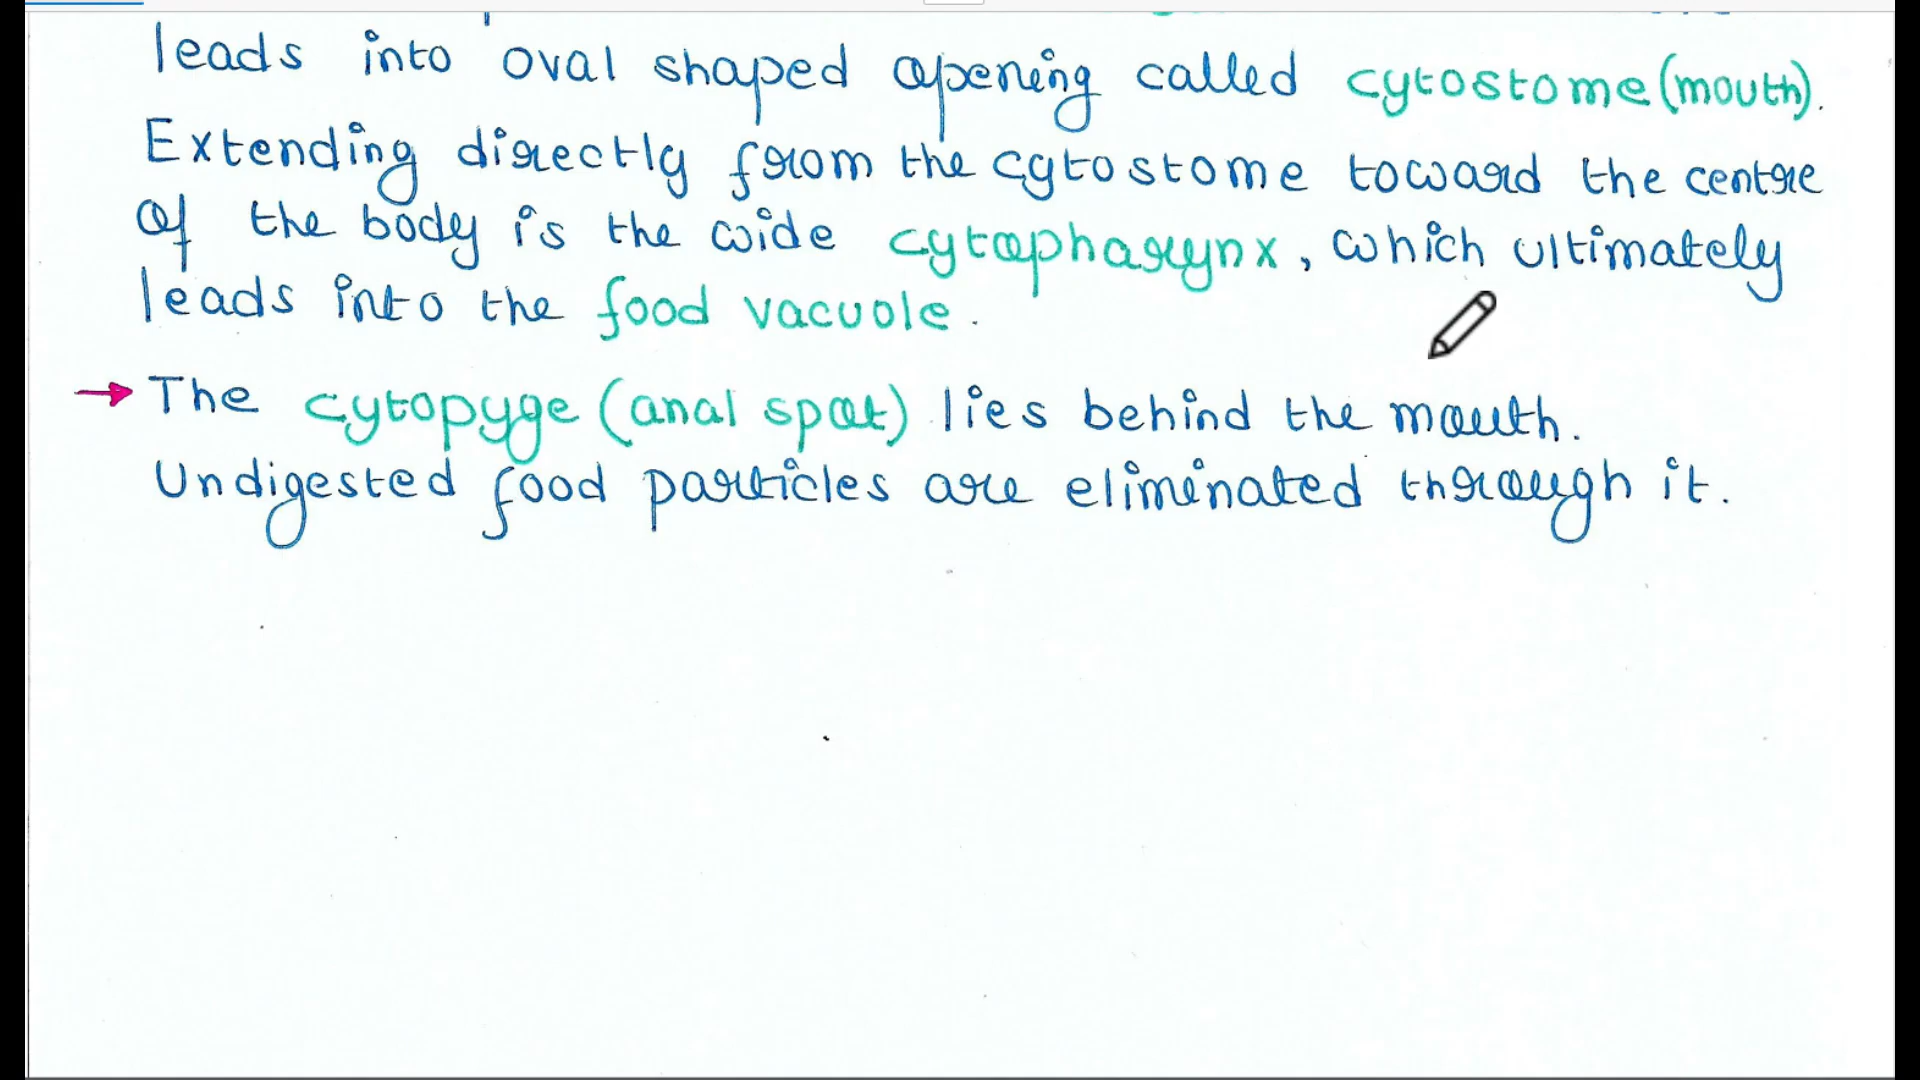 leads into oval shaped opening called cytostome (mouth).
Extending directly from the cytostome toward the centre
of the body is the wide cytopharynx, which ultimately
leads into the food vacuole.
→ The cytopyge (anal spot) lies behind the mouth.
Undigested food particles are eliminated through it.